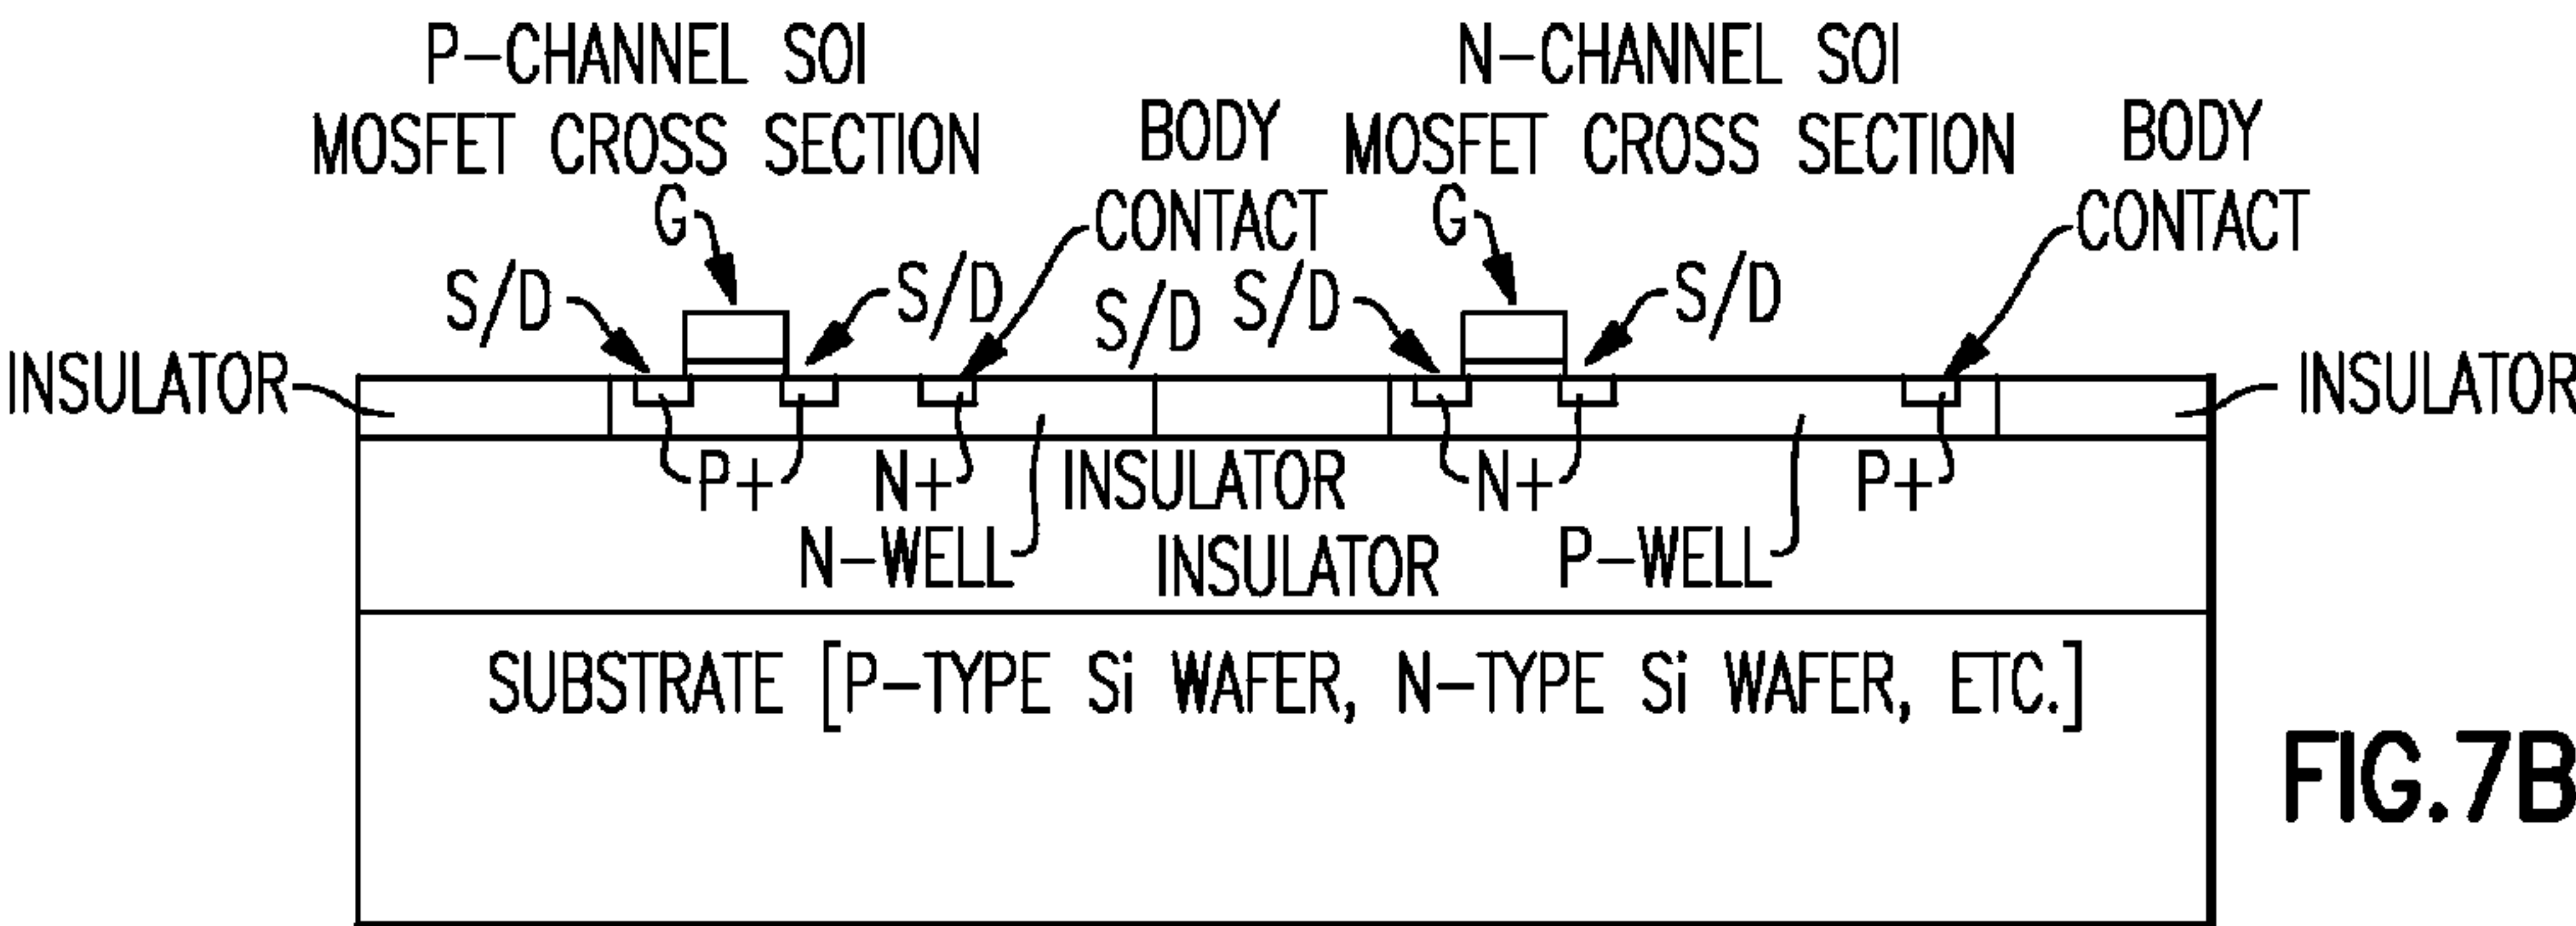 P-CHANNEL SOI
MOSFET CROSS SECTION
N-CHANNEL SOI
MOSFET CROSS SECTION
BODY
CONTACT
BODY
CONTACT
G
G
S/D
S/D
S/D
S/D
S/D
INSULATOR
INSULATOR
P+
N+
INSULATOR
N+
P+
N-WELL
INSULATOR
P-WELL
SUBSTRATE [P-TYPE Si WAFER, N-TYPE Si WAFER, ETC.]
FIG.7B